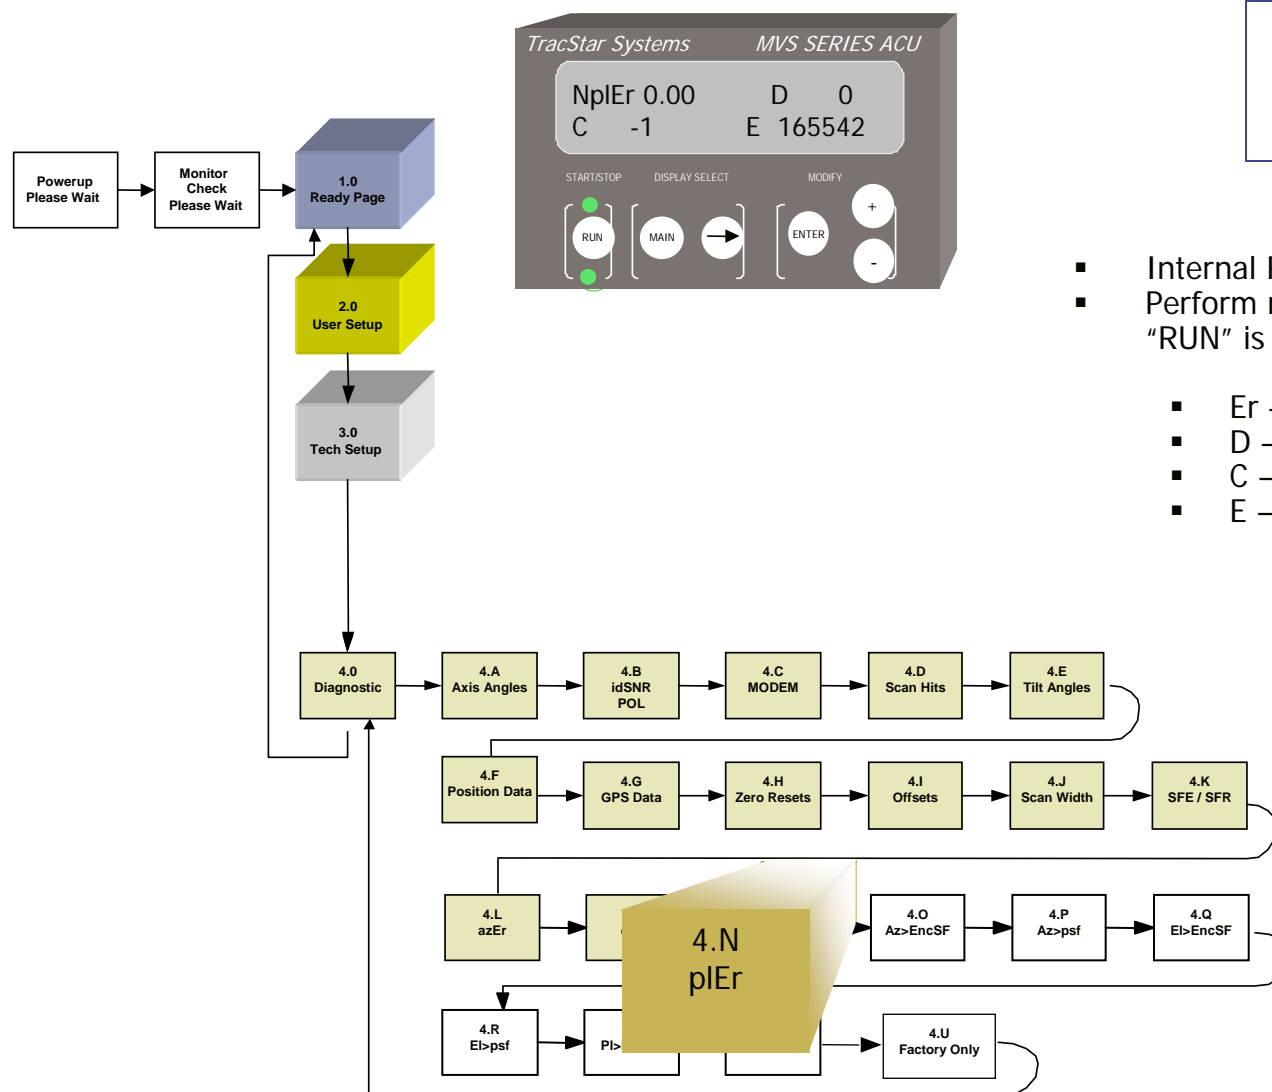 TracStar Systems MVS SERIES ACU
NplEr 0.00 D 0
C -1 E 165542
START/STOP DISPLAY SELECT MODIFY
RUN MAIN ENTER + -
Powerup
Please Wait
Monitor
Check
Please Wait
1.0
Ready Page
2.0
User Setup
3.0
Tech Setup
Internal
Perform
“RUN” is
Er -
D –
C –
E –
4.0
Diagnostic
4.A
Axis Angles
4.B
idSNR
POL
4.C
MODEM
4.D
Scan Hits
4.E
Tilt Angles
4.F
Position Data
4.G
GPS Data
4.H
Zero Resets
4.I
Offsets
4.J
Scan Width
4.K
SFE / SFR
4.L
azEr
4.N
plEr
4.O
Az>EncSF
4.P
Az>psf
4.Q
El>EncSF
4.R
El>psf
Pl>
4.U
Factory Only